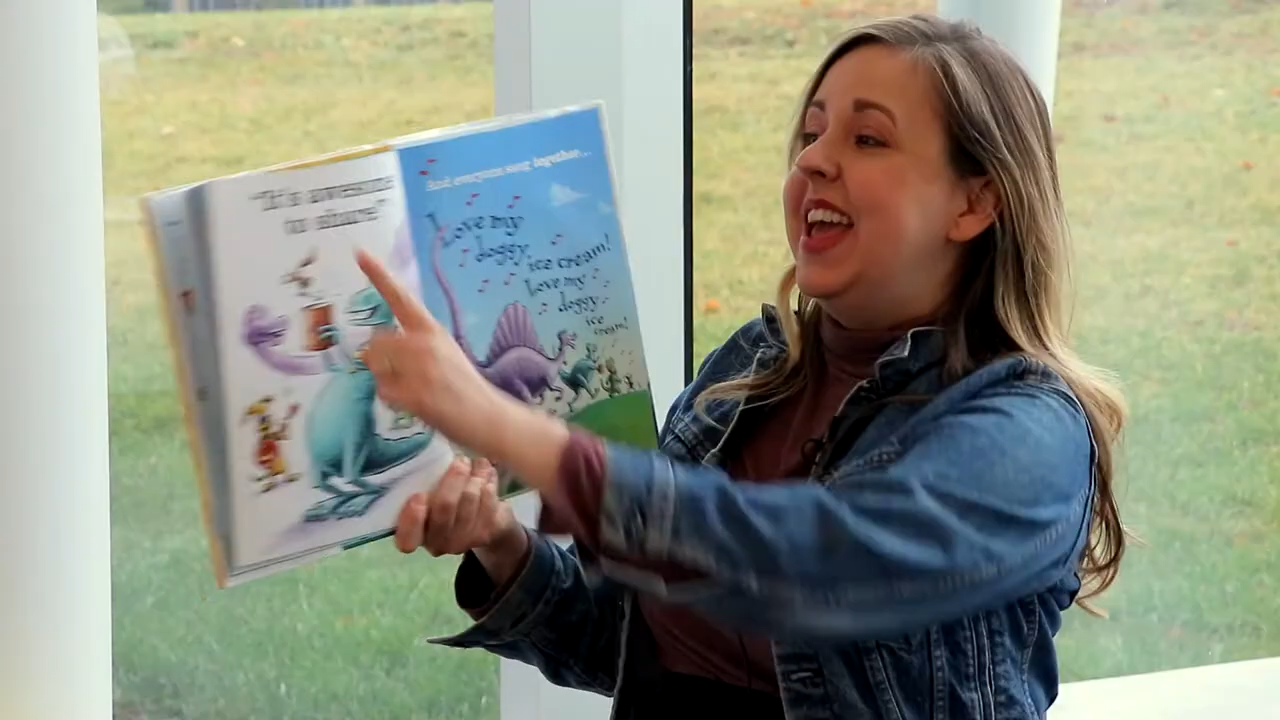 "It's awesome
to share!"
And everyone sang together...
Love my
doggy,
ice cream!
Love my
doggy
ice
cream!